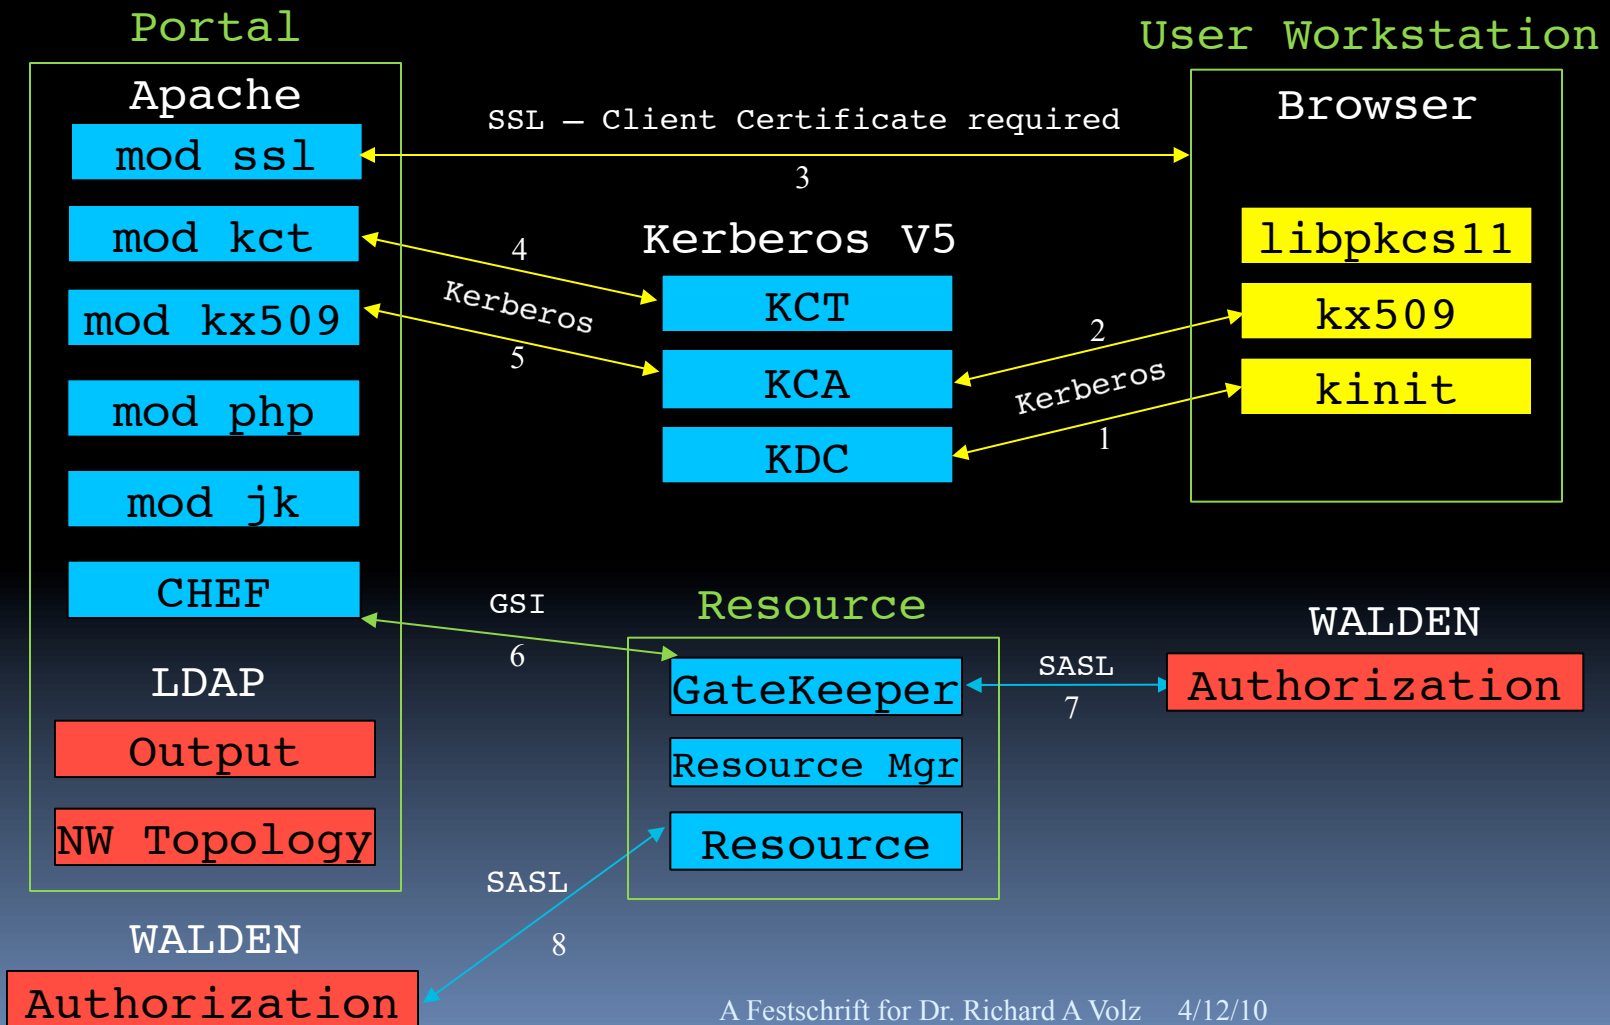 Portal
User Workstation
Apache
mod ssl
mod kct
mod kx509
mod php
mod jk
CHEF
LDAP
Output
NW Topology
WALDEN
Authorization
SSL – Client Certificate required
3
Kerberos V5
KCT
KCA
KDC
4
Kerberos
5
2
Kerberos
1
Browser
libpkcs11
kx509
kinit
GSI
6
Resource
GateKeeper
Resource Mgr
Resource
SASL
7
WALDEN
Authorization
SASL
8
A Festschrift for Dr. Richard A Volz 4/12/10